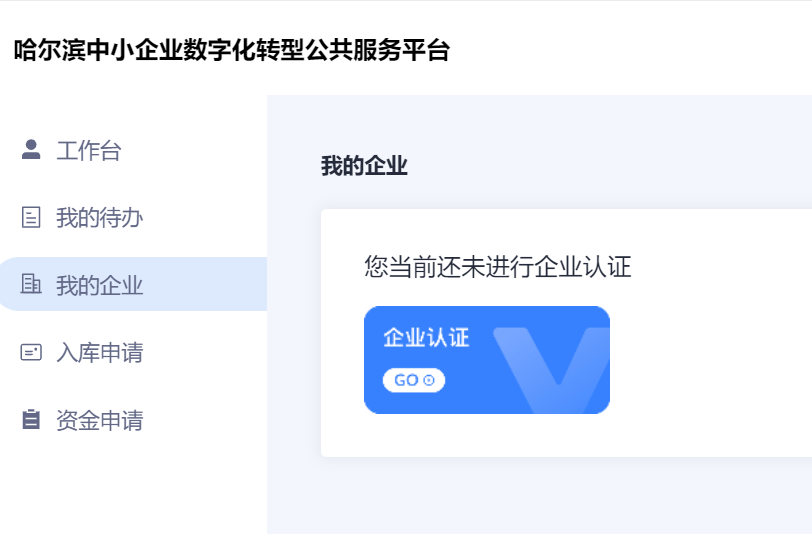 哈尔滨中小企业数字化转型公共服务平台
工作台
我的待办
我的企业
入库申请
资金申请
我的企业
您当前还未进行企业认证
企业认证
GO